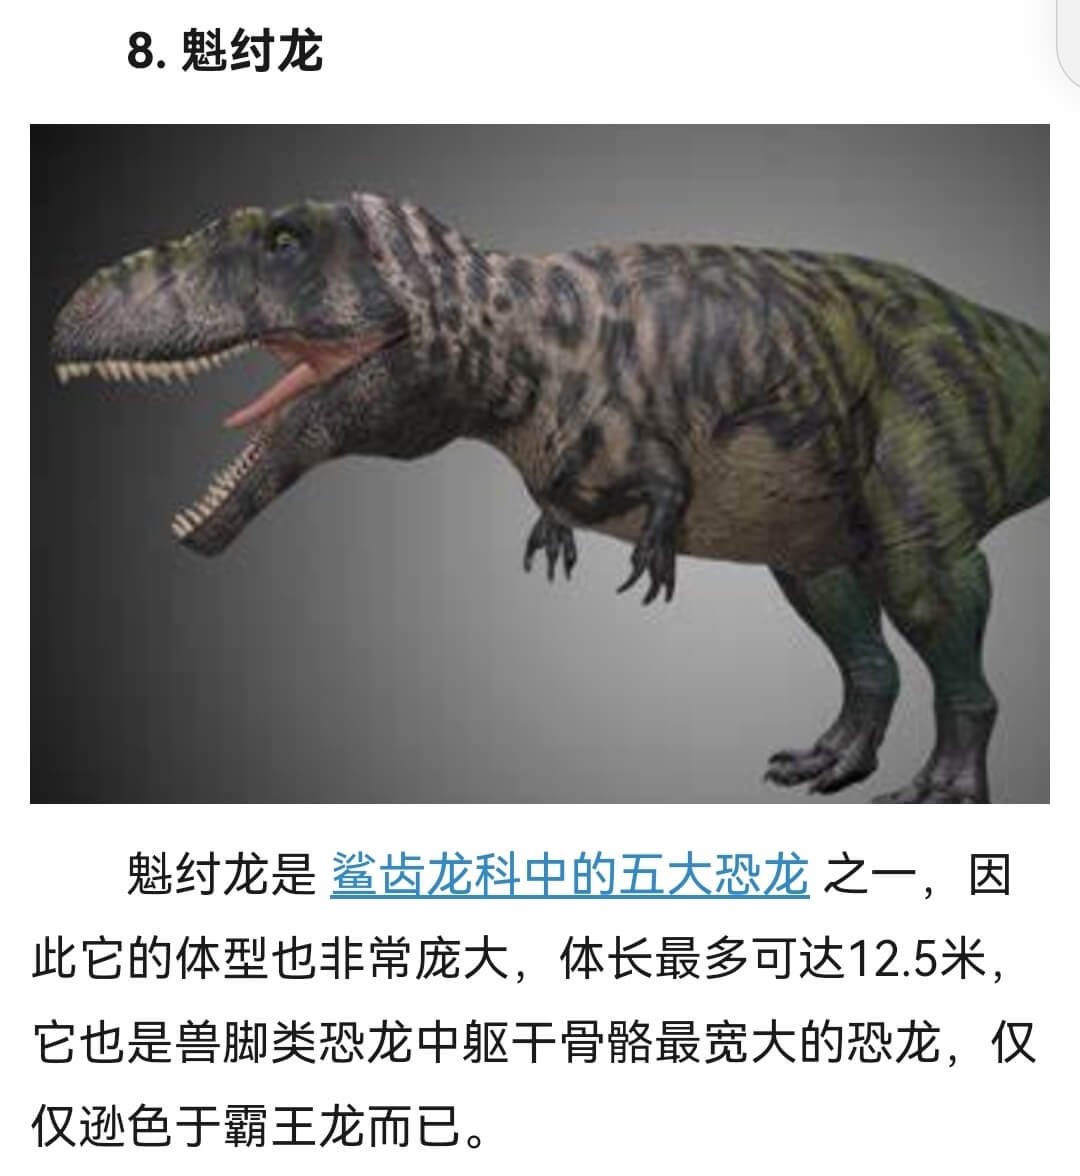 8. 魁纣龙
魁纣龙是 鲨齿龙科中的五大恐龙 之一，因
此它的体型也非常庞大，体长最多可达12.5米，
它也是兽脚类恐龙中躯干骨骼最宽大的恐龙，仅
仅逊色于霸王龙而已。